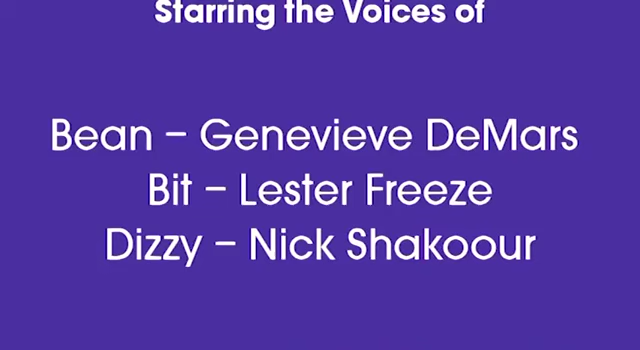 Starring the Voices of
Bean – Genevieve DeMars
Bit – Lester Freeze
Dizzy – Nick Shakoour